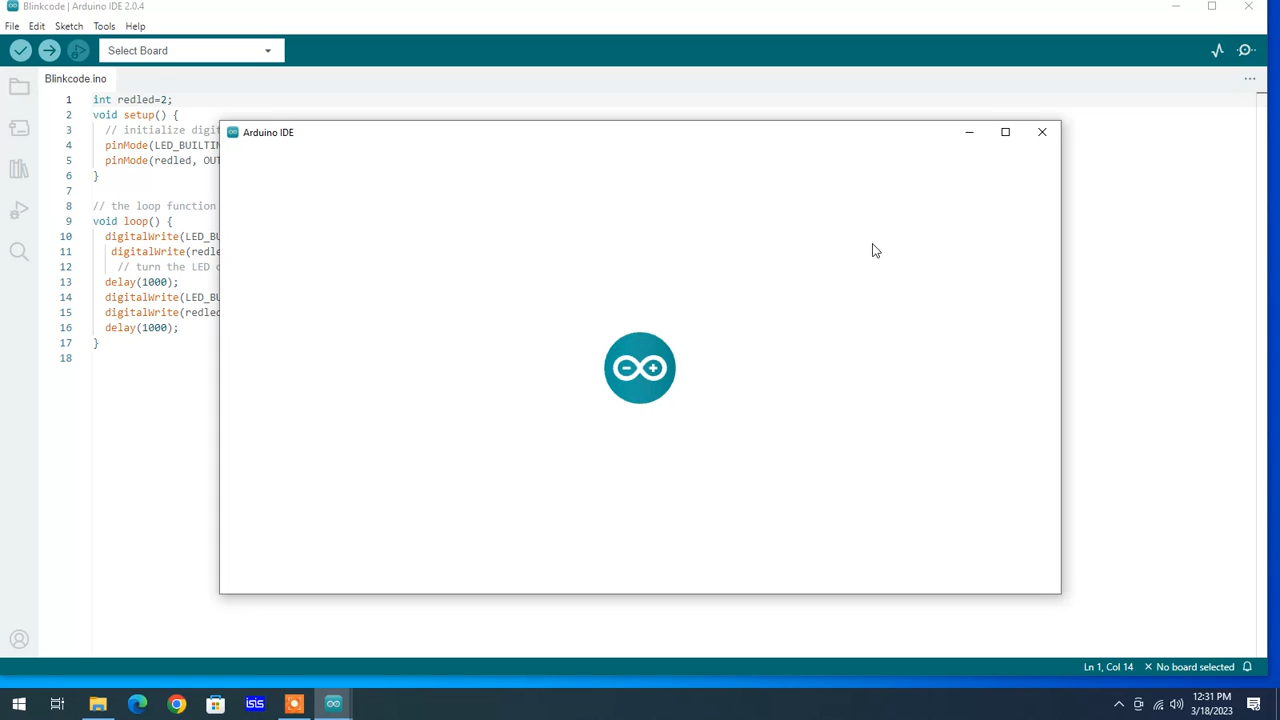 Blinkcode | Arduino IDE 2.0.4
File Edit Sketch Tools Help
Select Board
Blinkcode.ino
1 int redled=2;
2 void setup() {
Arduino IDE
3 // initialize digit
4 pinMode(LED_BUILTIN
5 pinMode(redled, OUT
6 }
7
8 // the loop function
9 void loop() {
10 digitalWrite(LED_BU
11 digitalWrite(redle
12 // turn the LED
13 delay(1000);
14 digitalWrite(LED_BU
15 digitalWrite(redled
16 delay(1000);
17 }
18
Ln 1, Col 14 × No board selected
isis
12:31 PM
3/18/2023